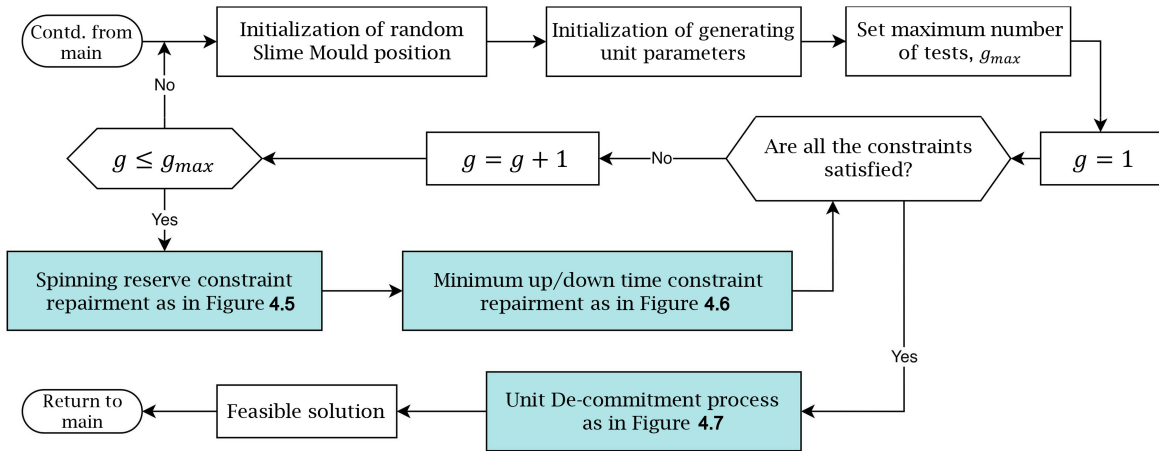 Contd. from
main
Initialization of random
Slime Mould position
Initialization of generating
unit parameters
Set maximum number
of tests, gmax
No
g ≤ gmax
g = g + 1
No
Are all the constraints
satisfied?
g = 1
Yes
Spinning reserve constraint
repairment as in Figure 4.5
Minimum up/down time constraint
repairment as in Figure 4.6
Yes
Return to
main
Feasible solution
Unit De-commitment process
as in Figure 4.7